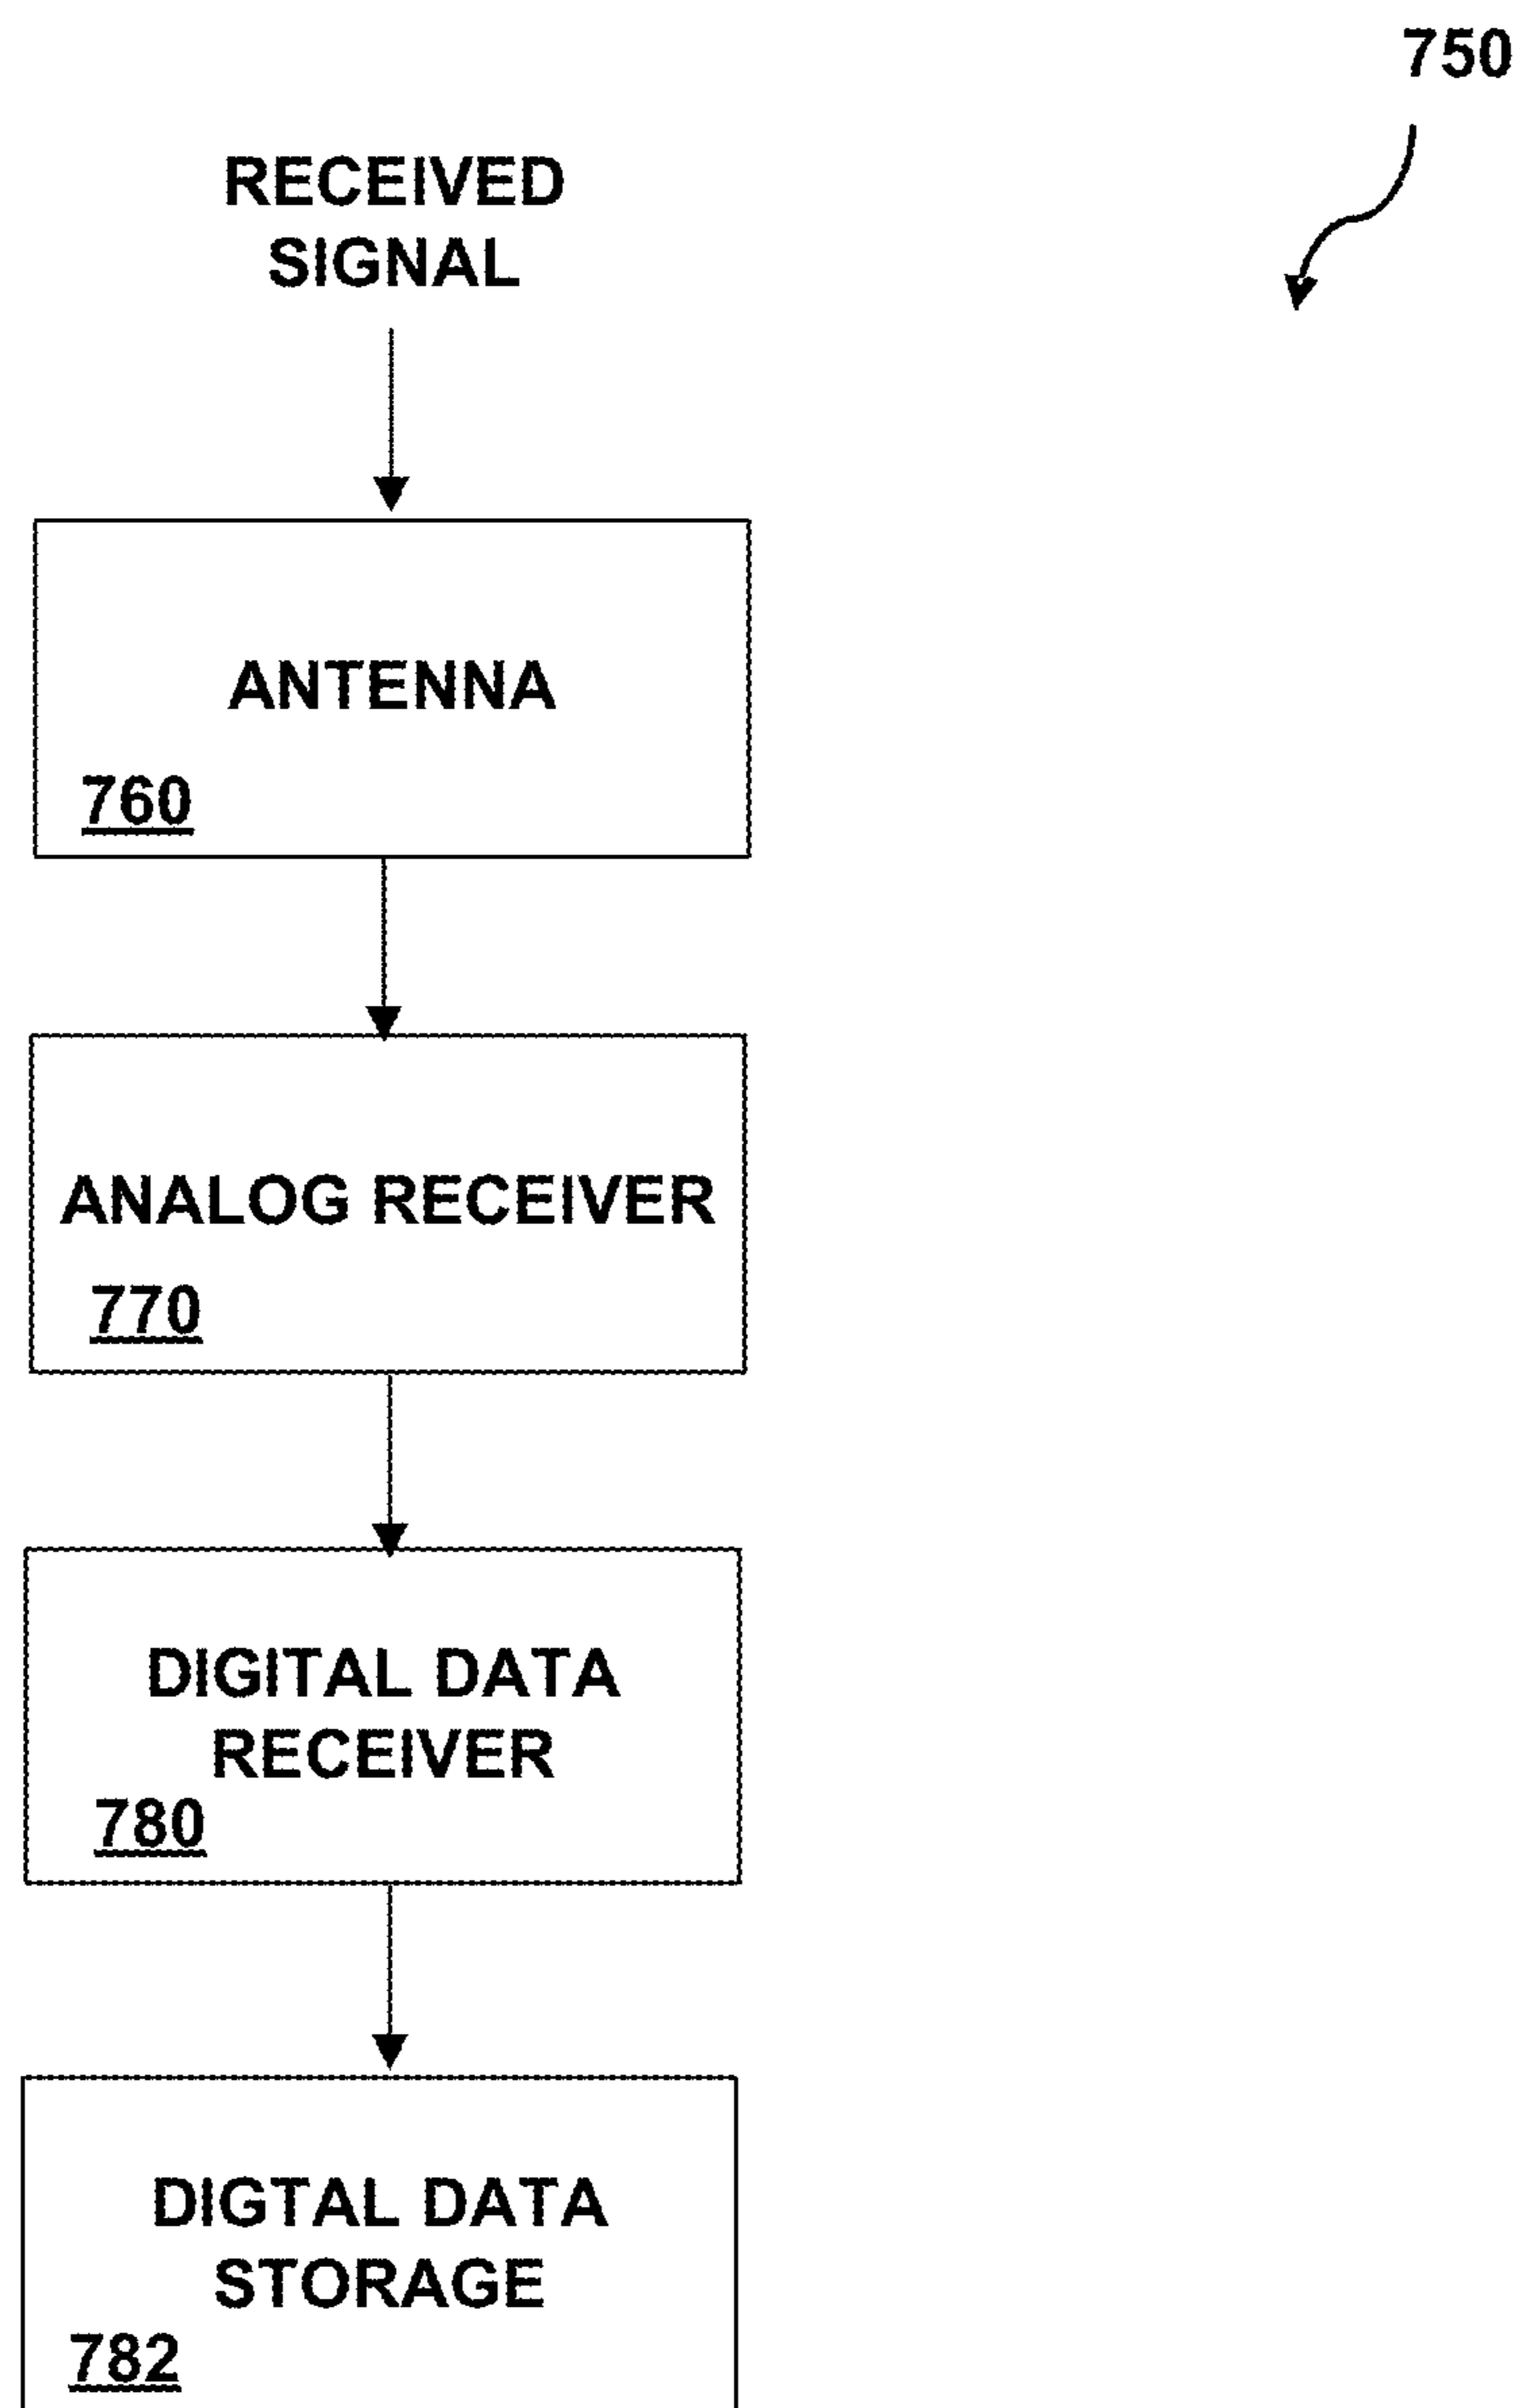 750
RECEIVED
SIGNAL
ANTENNA
760
ANALOG RECEIVER
770
DIGITAL DATA
RECEIVER
780
DIGTAL DATA
STORAGE
782